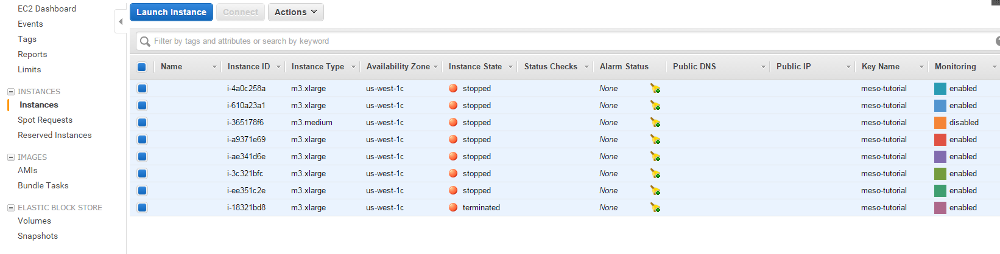 EC2 Dashboard
Events
Tags
Reports
Limits
INSTANCES
Instances
Spot Requests
Reserved Instances
IMAGES
AMIs
Bundle Tasks
ELASTIC BLOCK STORE
Volumes
Snapshots
Launch Instance Connect Actions
Filter by tags and attributes or search by keyword
Name Instance ID Instance Type Availability Zone Instance State Status Checks Alarm Status Public DNS Public IP Key Name Monitoring
i-4a0c258a m3.xlarge us-west-1c stopped None meso-tutorial enabled
i-610a23a1 m3.xlarge us-west-1c stopped None meso-tutorial enabled
i-365178f6 m3.medium us-west-1c stopped None meso-tutorial disabled
i-a9371e69 m3.xlarge us-west-1c stopped None meso-tutorial enabled
i-ae341d6e m3.xlarge us-west-1c stopped None meso-tutorial enabled
i-3c321bfc m3.xlarge us-west-1c stopped None meso-tutorial enabled
i-ee351c2e m3.xlarge us-west-1c stopped None meso-tutorial enabled
i-18321bd8 m3.xlarge us-west-1c terminated None meso-tutorial enabled